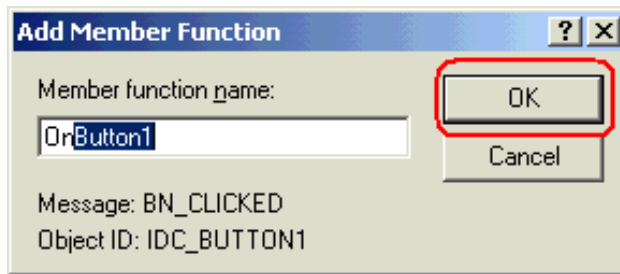 Add Member Function
Member function name:
OnButton1
OK
Cancel
Message: BN_CLICKED
Object ID: IDC_BUTTON1